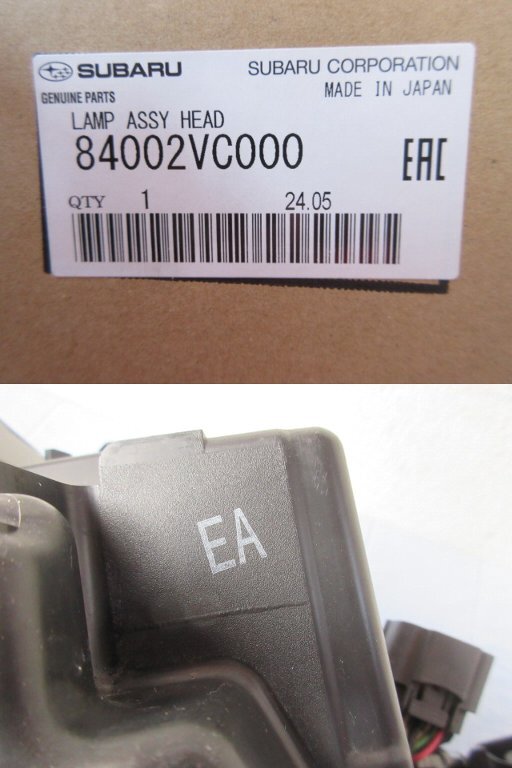 SUBARU SUBARU CORPORATION
GENUINE PARTS MADE IN JAPAN
LAMP ASSY HEAD
84002VC000
EAC
QTY 1 24.05
EA